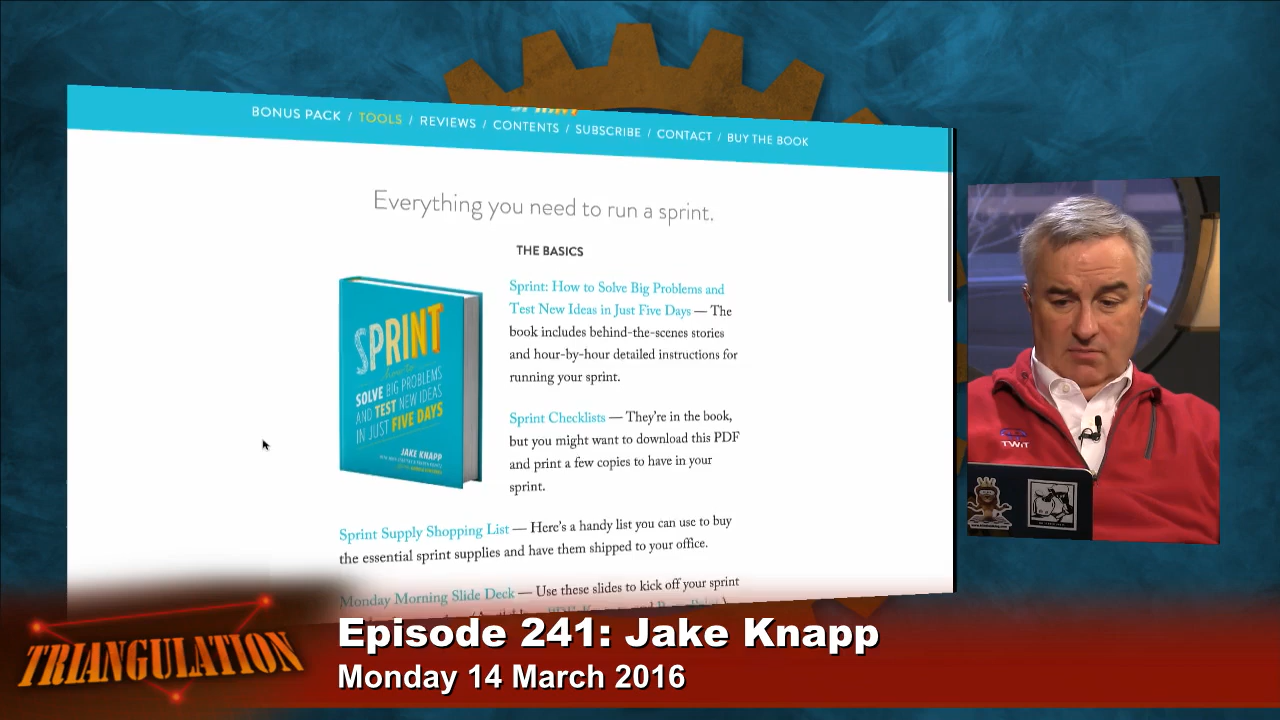 BONUS PACK / TOOLS / REVIEWS / CONTENTS / SUBSCRIBE / CONTACT / BUY THE BOOK
Everything you need to run a sprint.
THE BASICS
SPRINT
SOLVE BIG PROBLEMS
AND TEST NEW IDEAS
IN JUST FIVE DAYS
JAKE KNAPP
Sprint: How to Solve Big Problems and
Test New Ideas in Just Five Days — The
book includes behind-the-scenes stories
and hour-by-hour detailed instructions for
running your sprint.
Sprint Checklists — They're in the book,
but you might want to download this PDF
and print a few copies to have in your
sprint.
Sprint Supply Shopping List — Here's a handy list you can use to buy
the essential sprint supplies and have them shipped to your office.
Monday Morning Slide Deck — Use these slides to kick off your sprint
TWiT
TRIANGULATION
Episode 241: Jake Knapp
Monday 14 March 2016